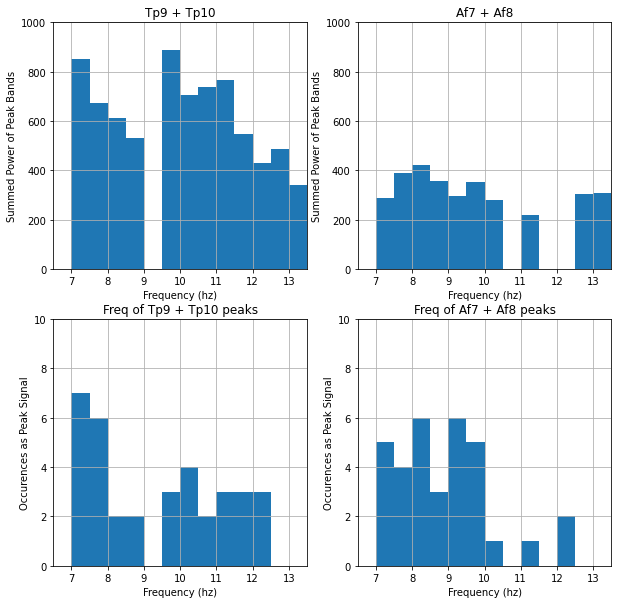 Tp9 + Tp10
1000
800
600
400
200
0
Summed Power of Peak Bands
7 8 9 10 11 12 13
Frequency (hz)
Af7 + Af8
1000
800
600
400
200
0
Summed Power of Peak Bands
7 8 9 10 11 12 13
Frequency (hz)
Freq of Tp9 + Tp10 peaks
10
8
6
4
2
0
Occurences as Peak Signal
7 8 9 10 11 12 13
Frequency (hz)
Freq of Af7 + Af8 peaks
10
8
6
4
2
0
Occurences as Peak Signal
7 8 9 10 11 12 13
Frequency (hz)